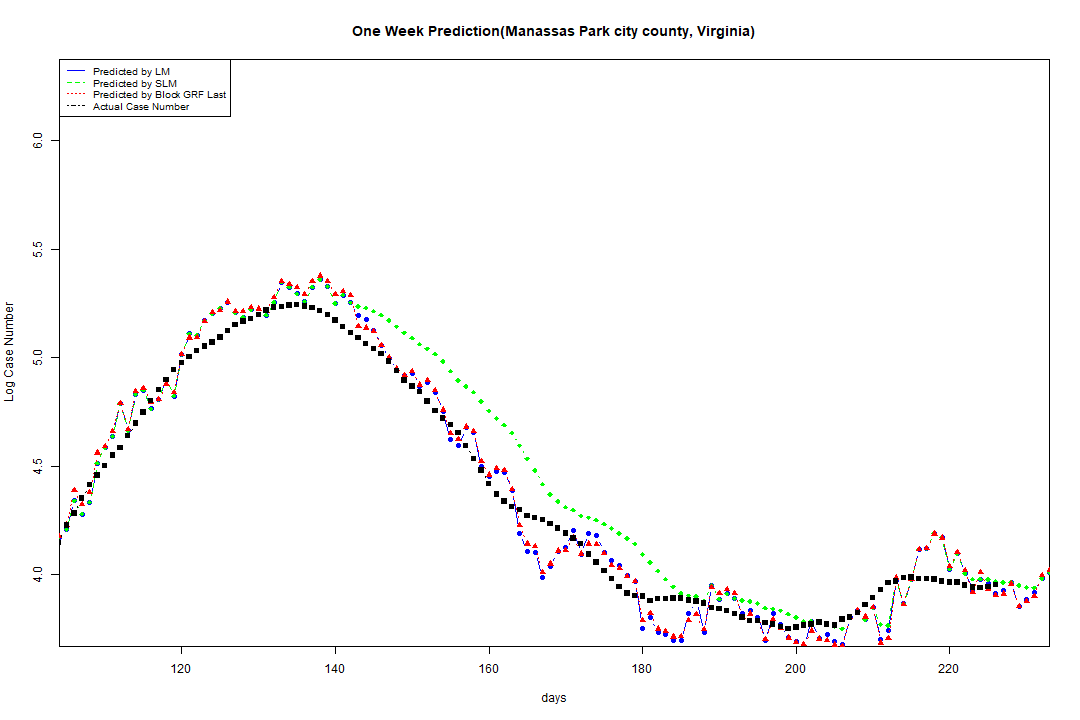 One Week Prediction(Manassas Park city county, Virginia)
Predicted by LM
Predicted by SLM
Predicted by Block GRF Last
Actual Case Number
6.0
5.5
5.0
4.5
4.0
Log Case Number
120 140 160 180 200 220
days